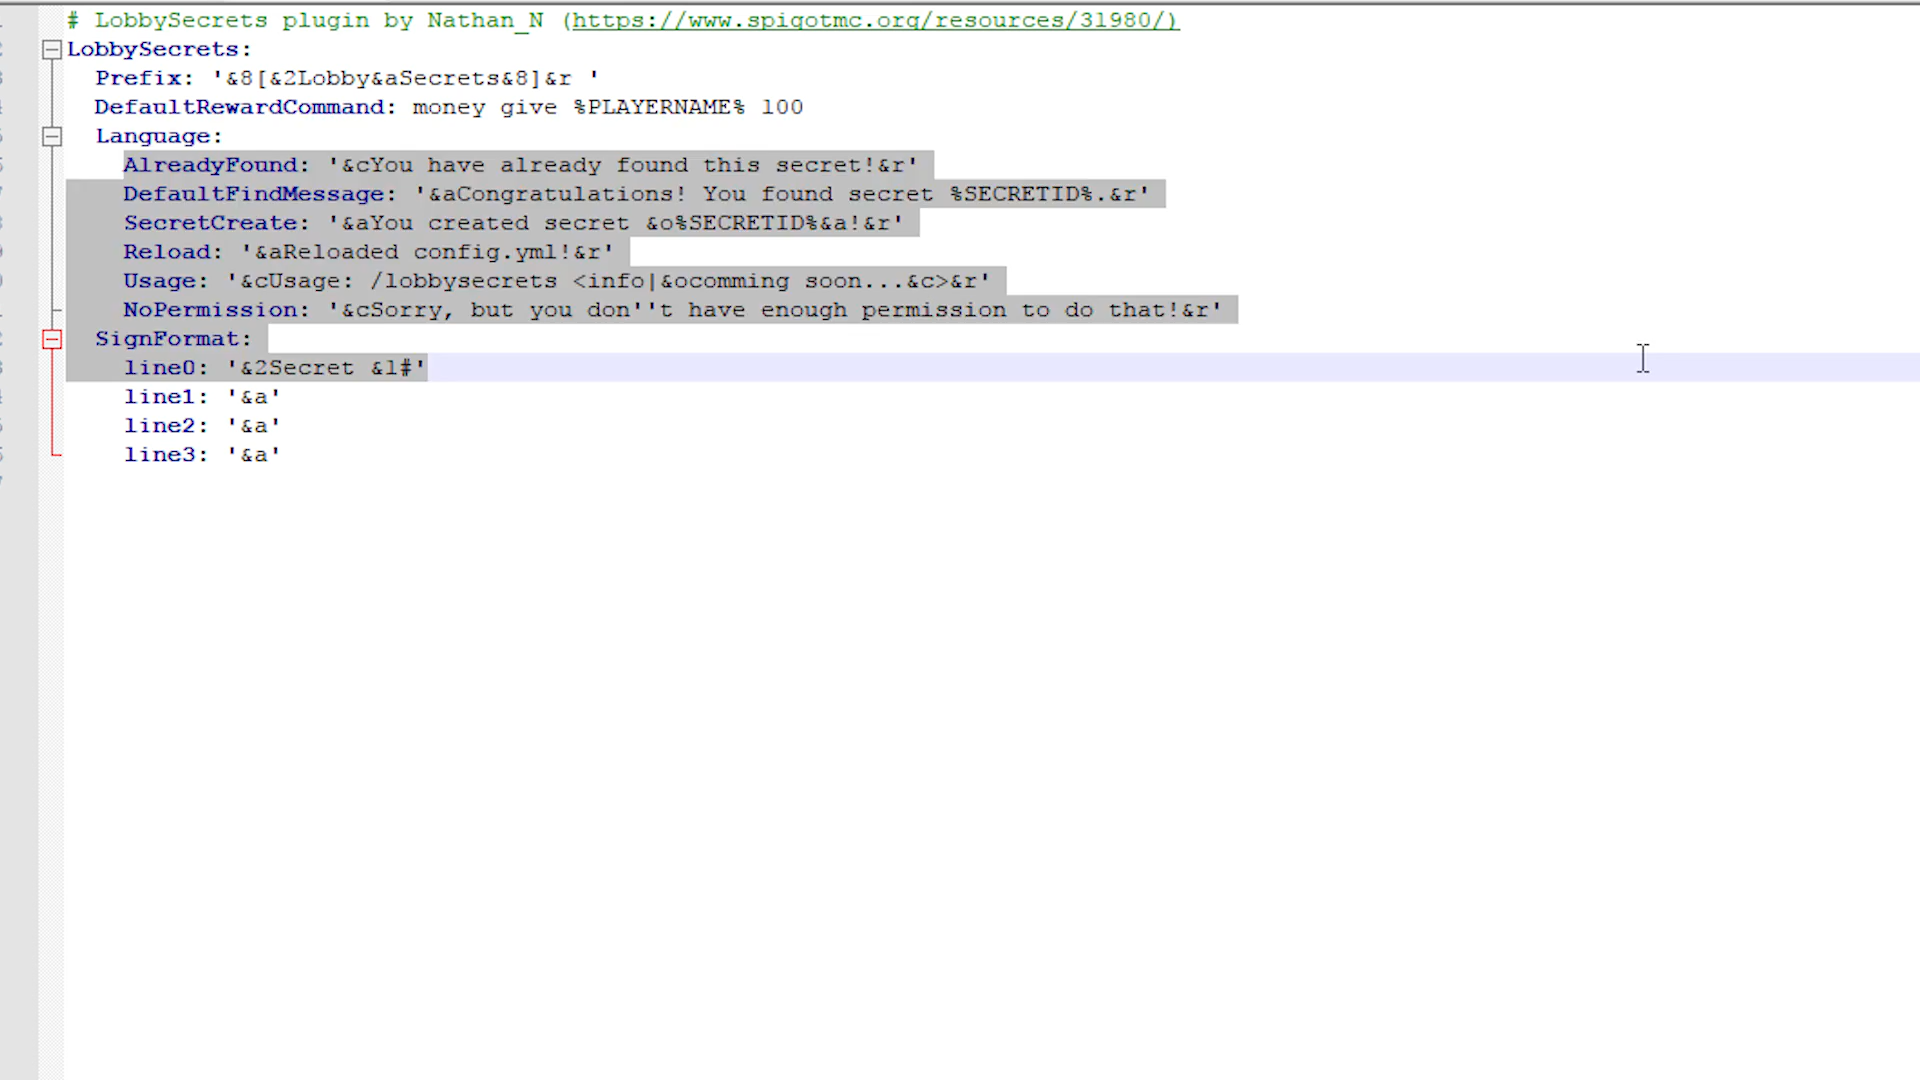 # LobbySecrets plugin by Nathan_N (https://www.spigotmc.org/resources/31980/)
LobbySecrets:
Prefix: '&8[&2Lobby&aSecrets&8]&r '
DefaultRewardCommand: money give %PLAYERNAME% 100
Language:
AlreadyFound: '&cYou have already found this secret!&r'
DefaultFindMessage: '&aCongratulations! You found secret %SECRETID%.&r'
SecretCreate: '&aYou created secret &o%SECRETID%&a!&r'
Reload: '&aReloaded config.yml!&r'
Usage: '&cUsage: /lobbysecrets <info|&ocomming soon...&c>&r'
NoPermission: '&cSorry, but you don''t have enough permission to do that!&r'
SignFormat:
line0: '&2Secret &l#'
line1: '&a'
line2: '&a'
line3: '&a'